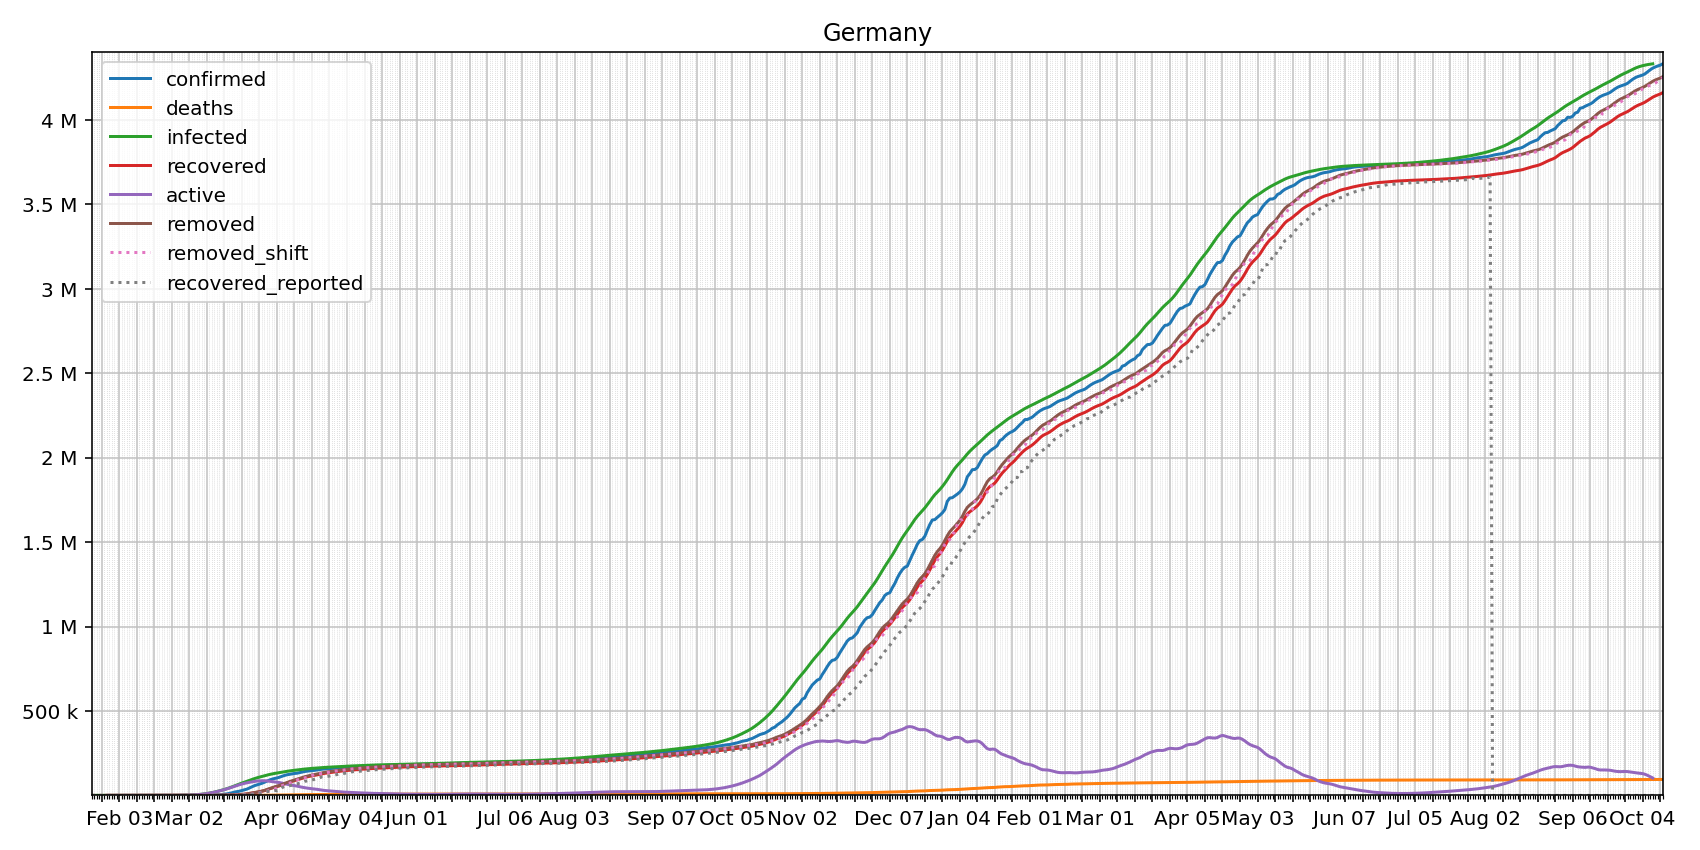 Germany
confirmed
deaths
infected
recovered
active
removed
removed_shift
recovered_reported
4 M
3.5 M
3 M
2.5 M
2 M
1.5 M
1 M
500 k
Feb 03 Mar 02 Apr 06 May 04 Jun 01 Jul 06 Aug 03 Sep 07 Oct 05 Nov 02 Dec 07 Jan 04 Feb 01 Mar 01 Apr 05 May 03 Jun 07 Jul 05 Aug 02 Sep 06 Oct 04